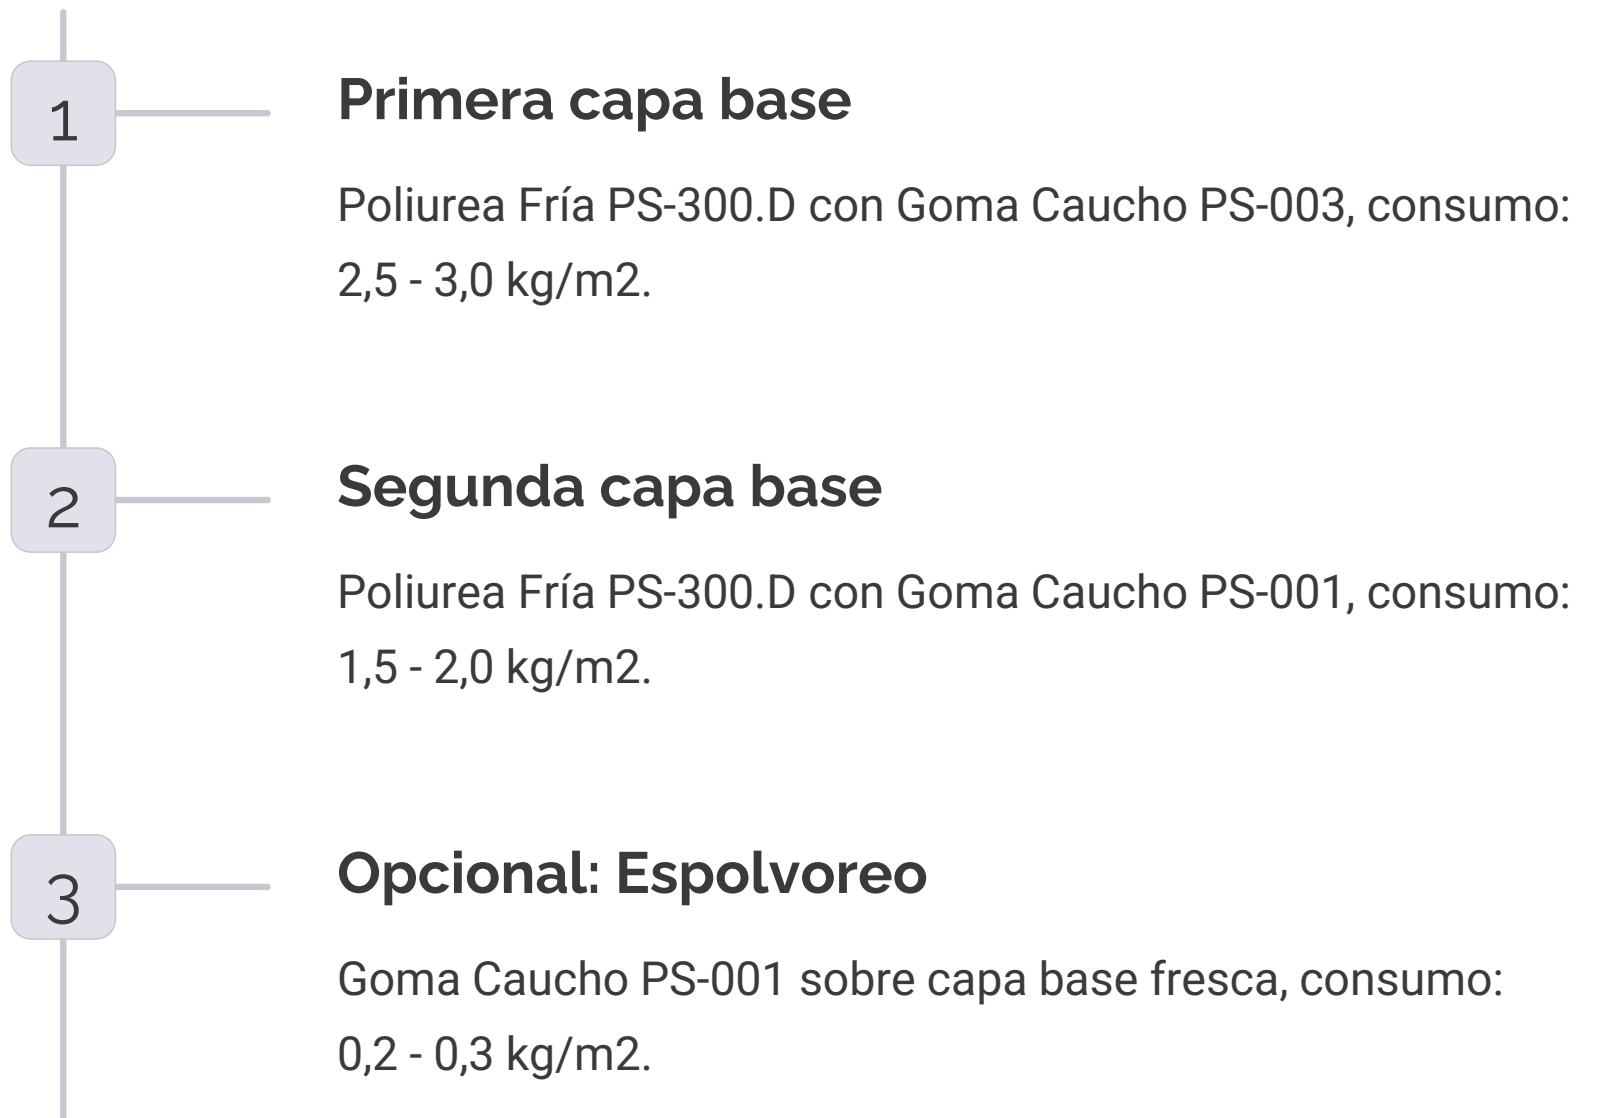 1
Primera capa base
Poliurea Fría PS-300.D con Goma Caucho PS-003, consumo:
2,5 - 3,0 kg/m2.
2
Segunda capa base
Poliurea Fría PS-300.D con Goma Caucho PS-001, consumo:
1,5 - 2,0 kg/m2.
3
Opcional: Espolvoreo
Goma Caucho PS-001 sobre capa base fresca, consumo:
0,2 - 0,3 kg/m2.